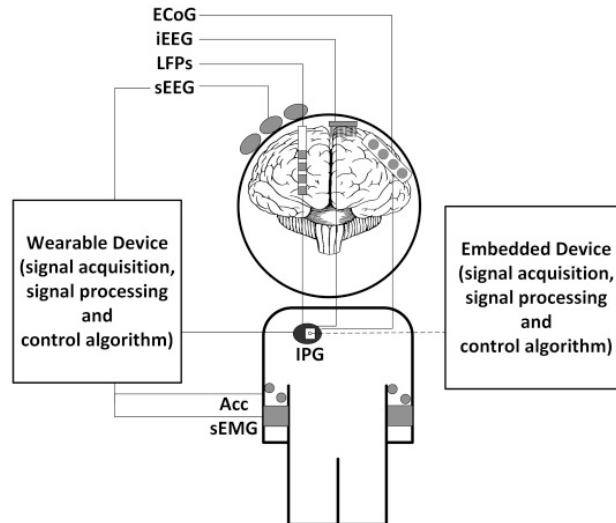 ECoG
iEEG
LFPs
sEEG
Wearable Device
(signal acquisition,
signal processing
and
control algorithm)
Embedded Device
(signal acquisition,
signal processing
and
control algorithm)
IPG
Acc
sEMG